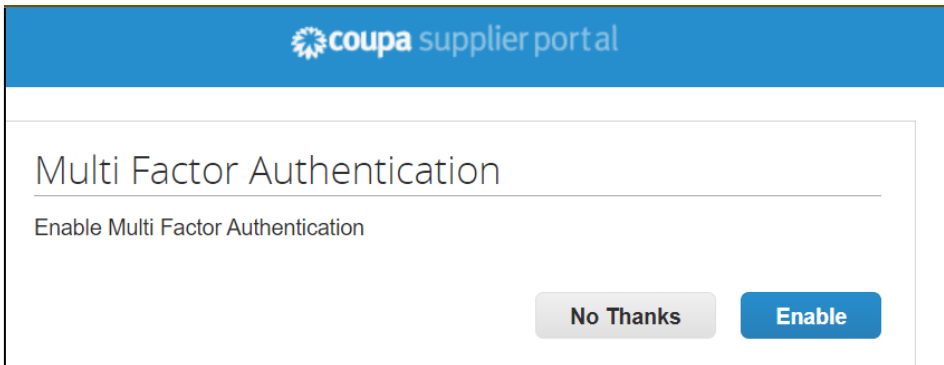 coupa supplier portal
Multi Factor Authentication
Enable Multi Factor Authentication
No Thanks
Enable